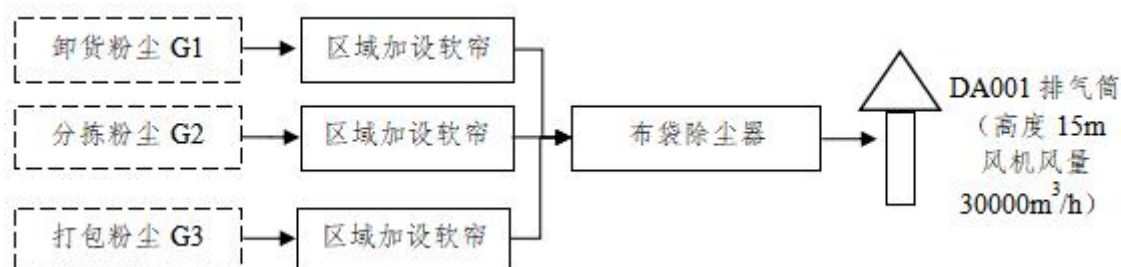 卸货粉尘 G1
区域加设软帘
分拣粉尘 G2
区域加设软帘
打包粉尘 G3
区域加设软帘
布袋除尘器
DA001 排气筒
（高度 15m
风机风量
30000m³/h）